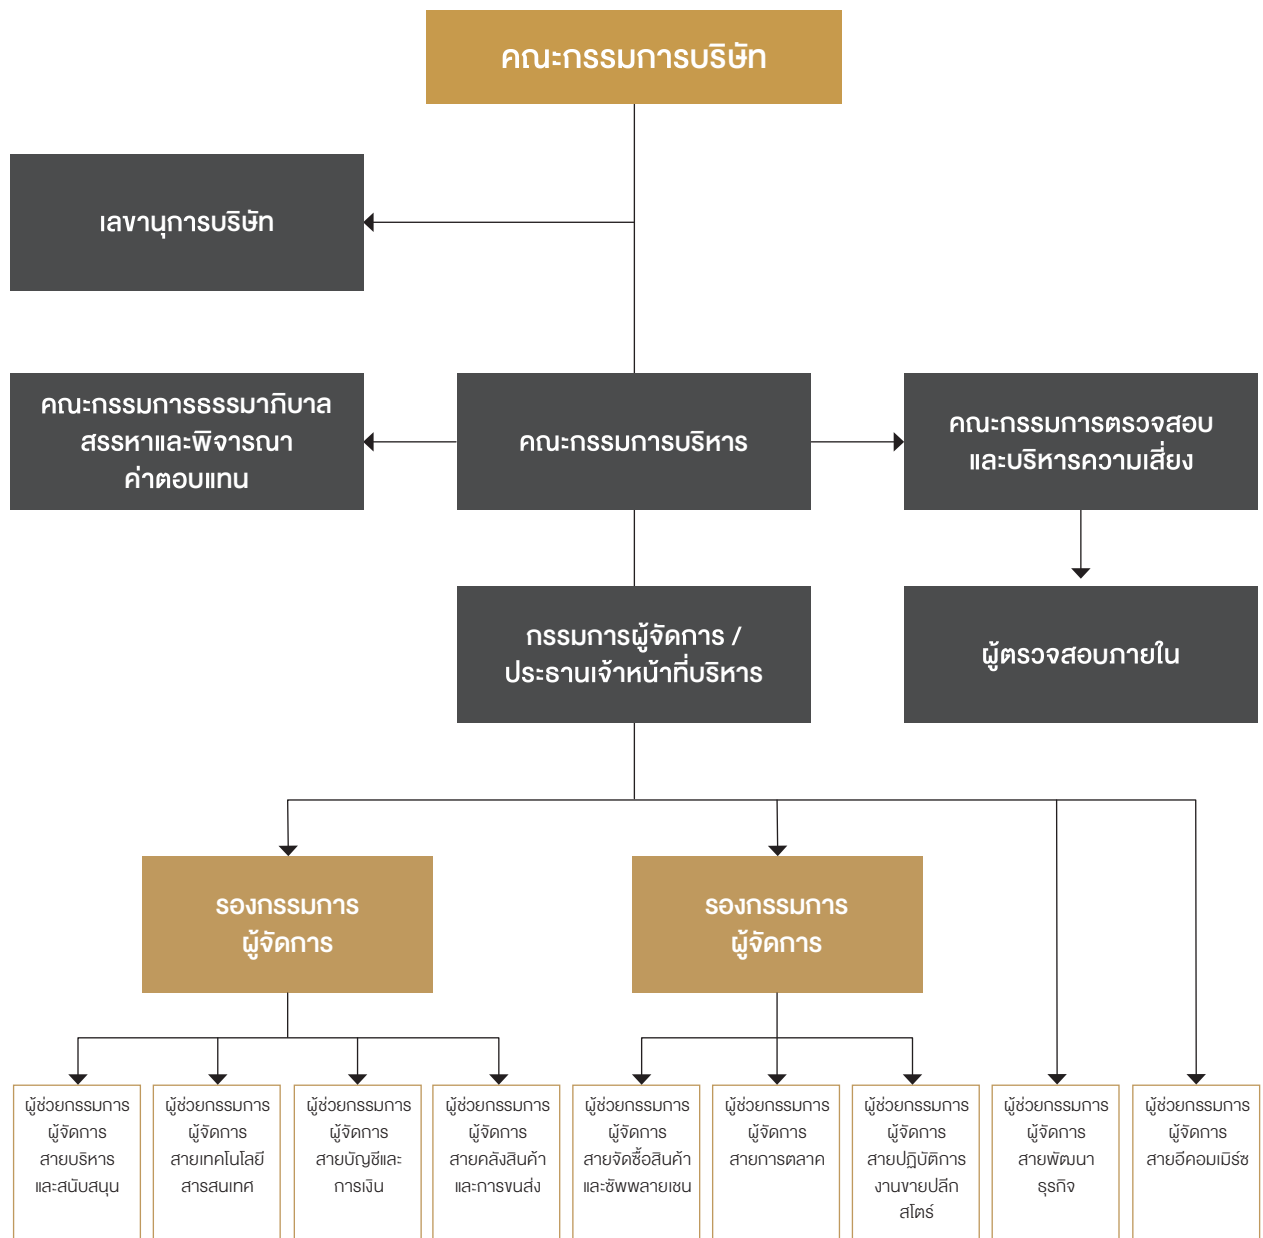 คณะกรรมการบริษัท
เลขานุการบริษัท
คณะกรรมการธรรมาภิบาล
สรรหาและพิจารณา
ค่าตอบแทน
คณะกรรมการบริหาร
คณะกรรมการตรวจสอบ
และบริหารความเสี่ยง
กรรมการผู้จัดการ /
ประธานเจ้าหน้าที่บริหาร
ผู้ตรวจสอบภายใน
รองกรรมการ
ผู้จัดการ
รองกรรมการ
ผู้จัดการ
ผู้ช่วยกรรมการ
ผู้จัดการ
สายบริหาร
และสนับสนุน
ผู้ช่วยกรรมการ
ผู้จัดการ
สายเทคโนโลยี
สารสนเทศ
ผู้ช่วยกรรมการ
ผู้จัดการ
สายบัญชีและ
การเงิน
ผู้ช่วยกรรมการ
ผู้จัดการ
สายคลังสินค้า
และการขนส่ง
ผู้ช่วยกรรมการ
ผู้จัดการ
สายจัดซื้อสินค้า
และซัพพลายเชน
ผู้ช่วยกรรมการ
ผู้จัดการ
สายการตลาด
ผู้ช่วยกรรมการ
ผู้จัดการ
สายปฏิบัติการ
งานขายปลีก
สโตร์
ผู้ช่วยกรรมการ
ผู้จัดการ
สายพัฒนา
ธุรกิจ
ผู้ช่วยกรรมการ
ผู้จัดการ
สายอีคอมเมิร์ซ